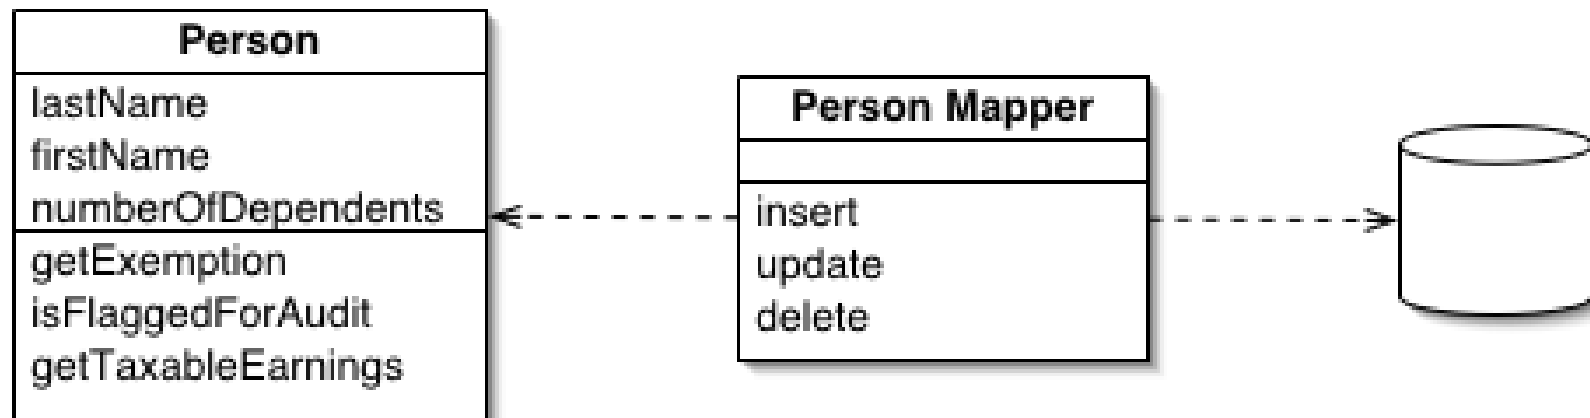 Person
lastName
firstName
numberOfDependents
getExemption
isFlaggedForAudit
getTaxableEarnings
Person Mapper
insert
update
delete